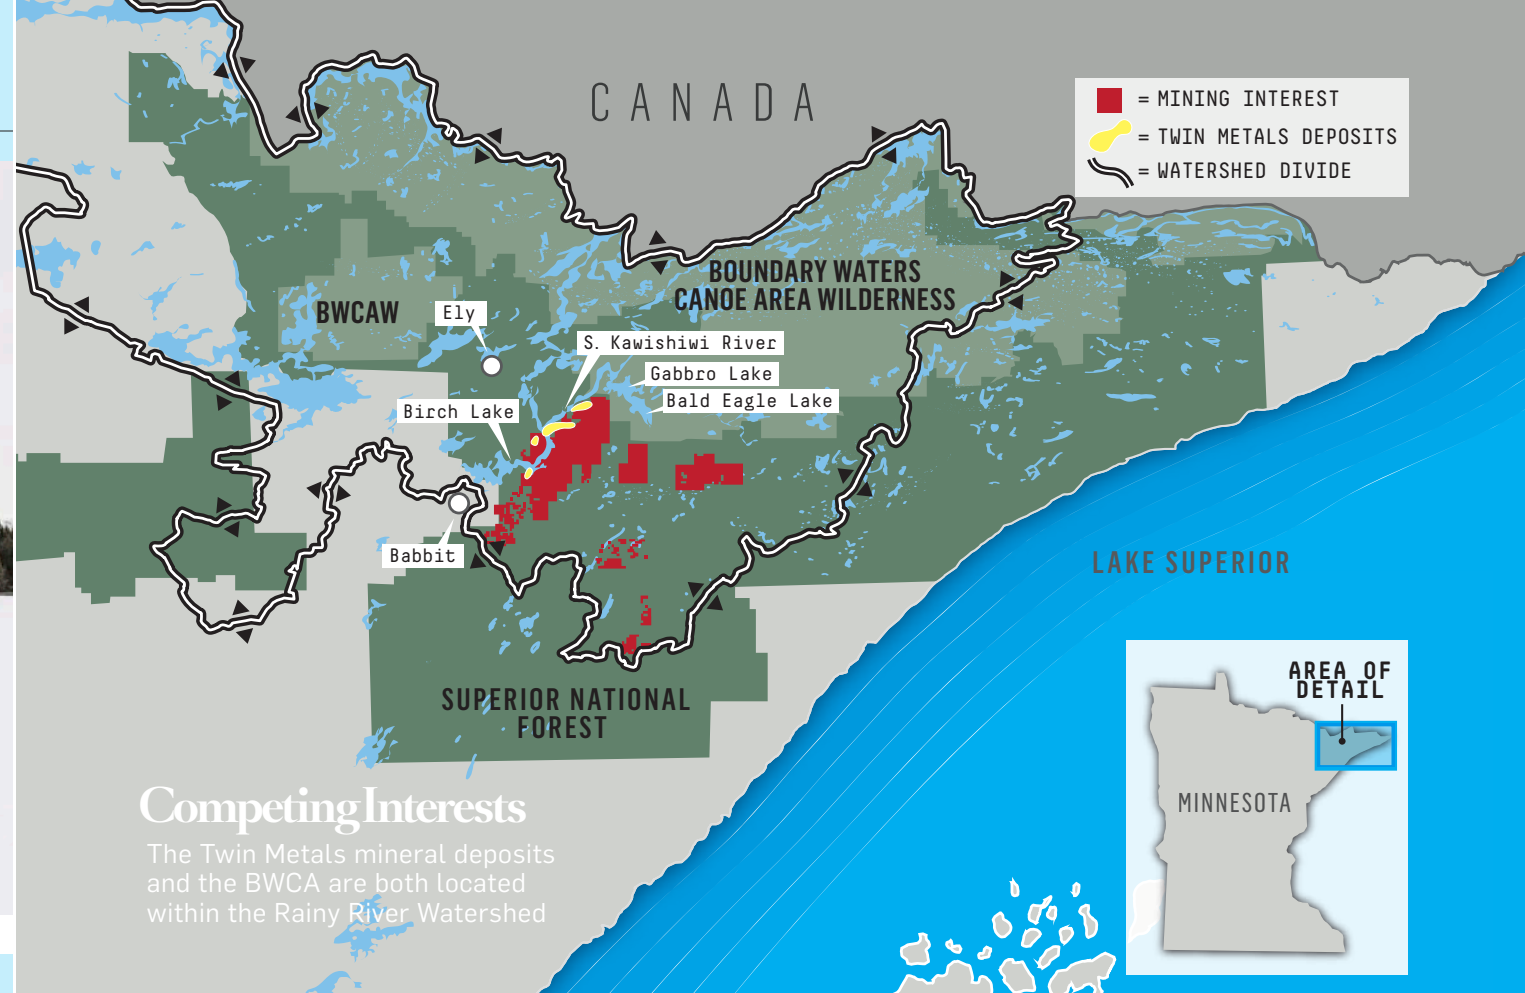 CANADA
= MINING INTEREST
= TWIN METALS DEPOSITS
= WATERSHED DIVIDE
BOUNDARY WATERS
CANOE AREA WILDERNESS
BWCAW
Ely
S. Kawishiwi River
Gabbro Lake
Bald Eagle Lake
Birch Lake
Babbit
LAKE SUPERIOR
SUPERIOR NATIONAL
FOREST
AREA OF
DETAIL
MINNESOTA
Competing Interests
The Twin Metals mineral deposits
and the BWCA are both located
within the Rainy River Watershed